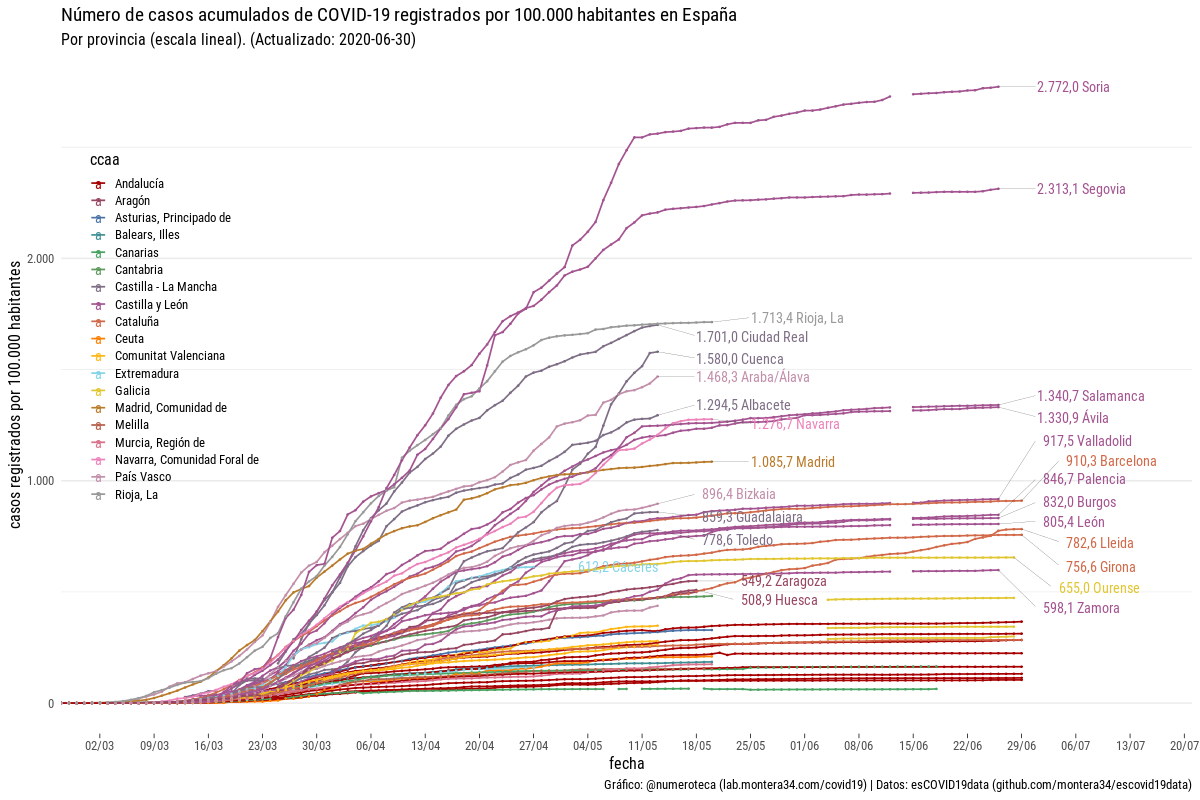 Número de casos acumulados de COVID-19 registrados por 100.000 habitantes en España
Por provincia (escala lineal). (Actualizado: 2020-06-30)
casos registrados por 100.000 habitantes
2.000
1.000
0
ccaa
Andalucía
Aragón
Asturias, Principado de
Balears, Illes
Canarias
Cantabria
Castilla - La Mancha
Castilla y León
Cataluña
Ceuta
Comunitat Valenciana
Extremadura
Galicia
Madrid, Comunidad de
Melilla
Murcia, Región de
Navarra, Comunidad Foral de
País Vasco
Rioja, La
2.772,0 Soria
2.313,1 Segovia
1.713,4 Rioja, La
1.701,0 Ciudad Real
1.580,0 Cuenca
1.468,3 Araba/Álava
1.340,7 Salamanca
1.294,5 Albacete
1.330,9 Ávila
1.276,7 Navarra
917,5 Valladolid
1.085,7 Madrid
910,3 Barcelona
846,7 Palencia
896,4 Bizkaia
832,0 Burgos
859,3 Guadalajara
805,4 León
778,6 Toledo
782,6 Lleida
612,2 Cáceres
756,6 Girona
549,2 Zaragoza
655,0 Ourense
508,9 Huesca
598,1 Zamora
02/03 09/03 16/03 23/03 30/03 06/04 13/04 20/04 27/04 04/05 11/05 18/05 25/05 01/06 08/06 15/06 22/06 29/06 06/07 13/07 20/07
fecha
Gráfico: @numeroteca (lab.montera34.com/covid19) | Datos: esCOVID19data (github.com/montera34/escovid19data)